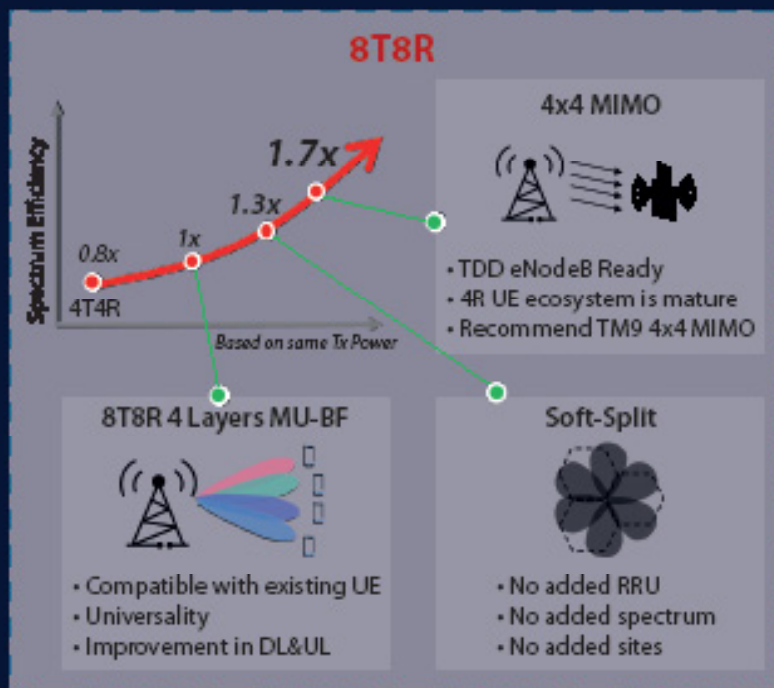 8T8R
Spectrum Efficiency
0.8x
1x
1.3x
1.7x
4T4R
Based on same Tx Power
4x4 MIMO
• TDD eNodeB Ready
• 4R UE ecosystem is mature
• Recommend TM9 4x4 MIMO
8T8R 4 Layers MU-BF
• Compatible with existing UE
• Universality
• Improvement in DL&UL
Soft-Split
• No added RRU
• No added spectrum
• No added sites